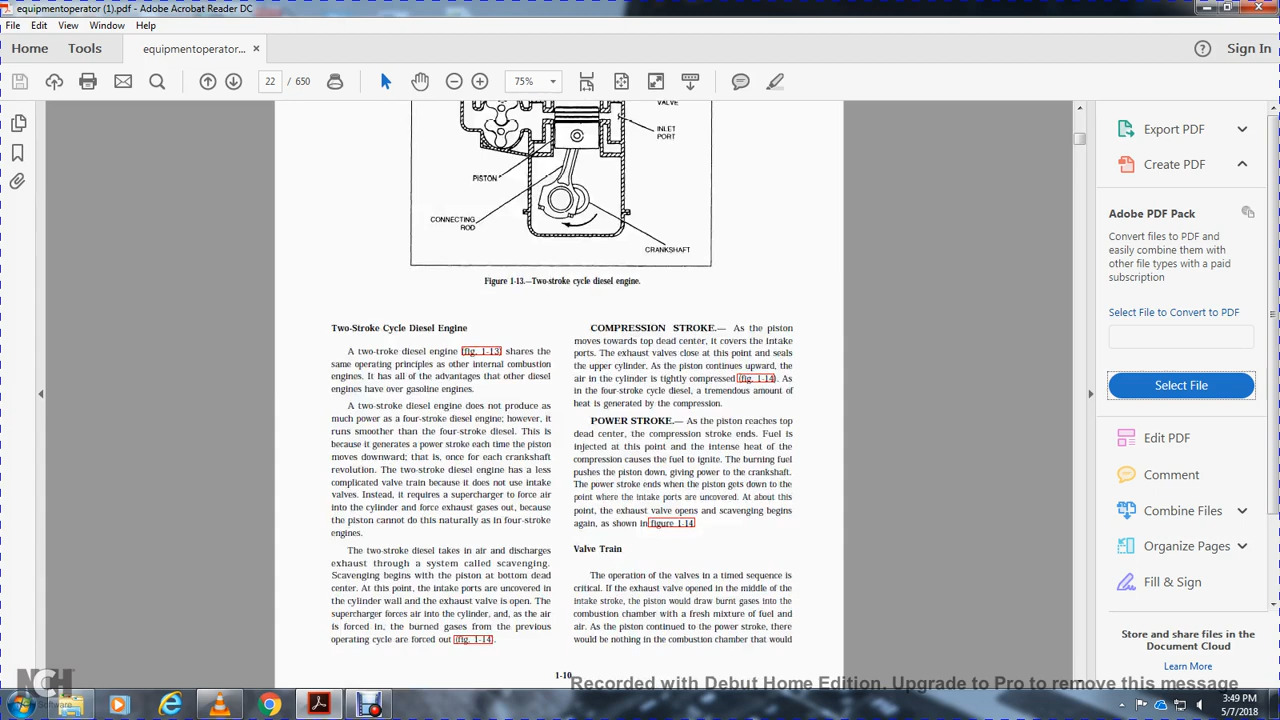 equipmentoperator (1).pdf - Adobe Acrobat Reader DC
File Edit View Window Help
Home Tools equipmentoperator... × Sign In
22 / 650 75%
VALVE
INLET
PORT
PISTON
CONNECTING
ROD
CRANKSHAFT
Figure 1-13.—Two-stroke cycle diesel engine.
Two-Stroke Cycle Diesel Engine
A two-troke diesel engine (fig. 1-13) shares the
same operating principles as other internal combustion
engines. It has all of the advantages that other diesel
engines have over gasoline engines.
A two-stroke diesel engine does not produce as
much power as a four-stroke diesel engine; however, it
runs smoother than the four-stroke diesel. This is
because it generates a power stroke each time the piston
moves downward; that is, once for each crankshaft
revolution. The two-stroke diesel engine has a less
complicated valve train because it does not use intake
valves. Instead, it requires a supercharger to force air
into the cylinder and force exhaust gases out, because
the piston cannot do this naturally as in four-stroke
engines.
The two-stroke diesel takes in air and discharges
exhaust through a system called scavenging.
Scavenging begins with the piston at bottom dead
center. At this point, the intake ports are uncovered in
the cylinder wall and the exhaust valve is open. The
supercharger forces air into the cylinder, and, as the air
is forced in, the burned gases from the previous
operating cycle are forced out (fig. 1-14).
COMPRESSION STROKE.— As the piston
moves towards top dead center, it covers the intake
ports. The exhaust valves close at this point and seals
the upper cylinder. As the piston continues upward, the
air in the cylinder is tightly compressed (fig. 1-14). As
in the four-stroke cycle diesel, a tremendous amount of
heat is generated by the compression.
POWER STROKE.— As the piston reaches top
dead center, the compression stroke ends. Fuel is
injected at this point and the intense heat of the
compression causes the fuel to ignite. The burning fuel
pushes the piston down, giving power to the crankshaft.
The power stroke ends when the piston gets down to the
point where the intake ports are uncovered. At about this
point, the exhaust valve opens and scavenging begins
again, as shown in figure 1-14.
Valve Train
The operation of the valves in a timed sequence is
critical. If the exhaust valve opened in the middle of the
intake stroke, the piston would draw burnt gases into the
combustion chamber with a fresh mixture of fuel and
air. As the piston continued to the power stroke, there
would be nothing in the combustion chamber that would
1-10
Export PDF
Create PDF
Adobe PDF Pack
Convert files to PDF and
easily combine them with
other file types with a paid
subscription
Select File to Convert to PDF
Select File
Edit PDF
Comment
Combine Files
Organize Pages
Fill & Sign
Store and share files in the
Document Cloud
Learn More
NCH
Software
Recorded with Debut Home Edition. Upgrade to Pro to remove this message
3:49 PM
5/7/2018